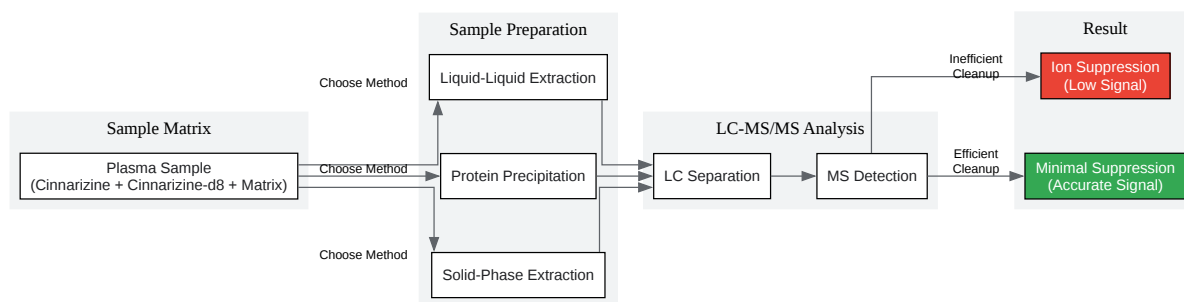 Sample Preparation
Result
Choose Method
Liquid-Liquid Extraction
Inefficient
Cleanup
Ion Suppression
(Low Signal)
Sample Matrix
LC-MS/MS Analysis
Plasma Sample
(Cinnarizine + Cinnarizine-d8 + Matrix)
Choose Method
Protein Precipitation
LC Separation
MS Detection
Efficient
Cleanup
Minimal Suppression
(Accurate Signal)
Choose Method
Solid-Phase Extraction